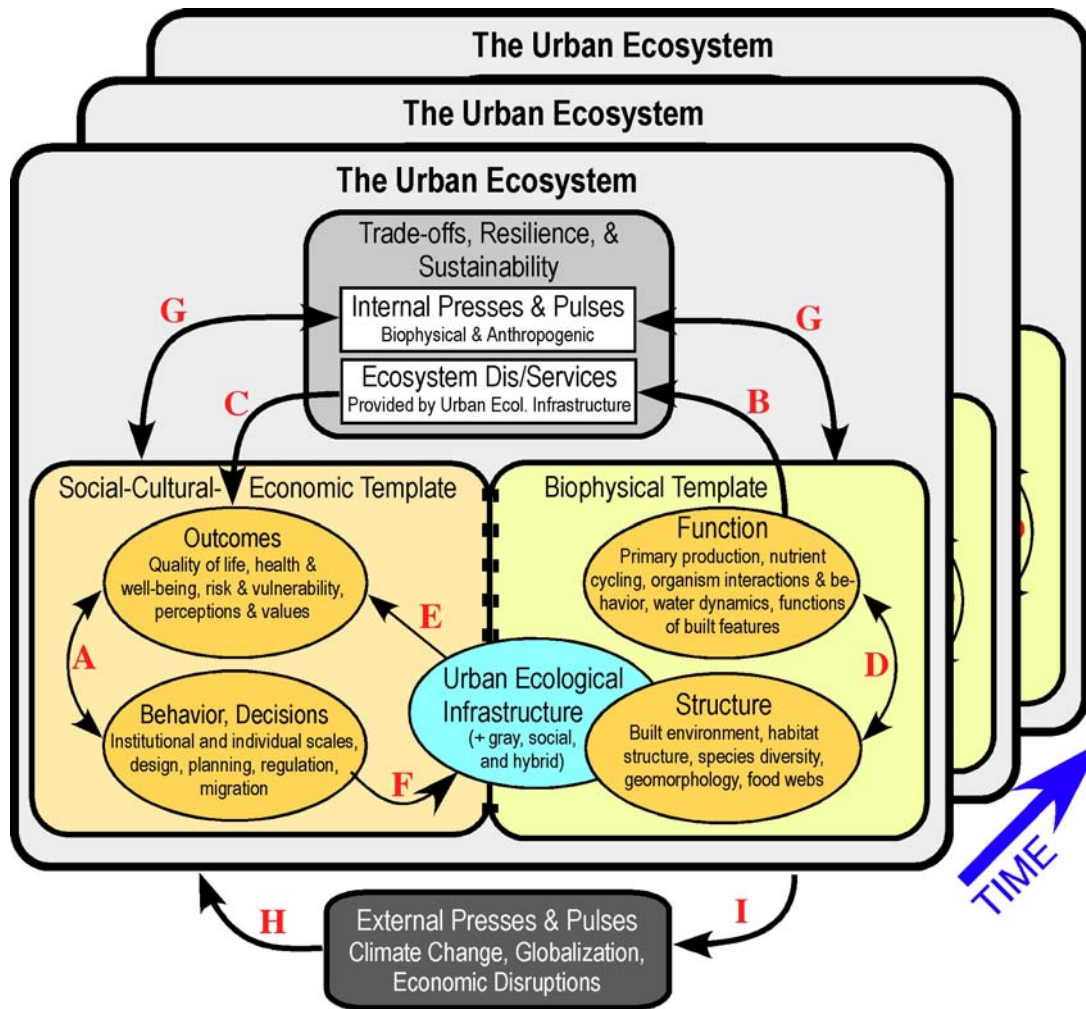 The Urban Ecosystem
The Urban Ecosystem
The Urban Ecosystem
Trade-offs, Resilience, &
Sustainability
Internal Presses & Pulses
Biophysical & Anthropogenic
G
G
Ecosystem Dis/Services
Provided by Urban Ecol. Infrastructure
C
B
Social-Cultural- Economic Template
Outcomes
Quality of life, health &
well-being, risk & vulnerability,
perceptions & values
A
E
Behavior, Decisions
Institutional and individual scales,
design, planning, regulation,
migration
F
Urban Ecological
Infrastructure
(+ gray, social,
and hybrid)
Biophysical Template
Function
Primary production, nutrient
cycling, organism interactions & be-
havior, water dynamics, functions
of built features
D
Structure
Built environment, habitat
structure, species diversity,
geomorphology, food webs
TIME
H
I
External Presses & Pulses
Climate Change, Globalization,
Economic Disruptions